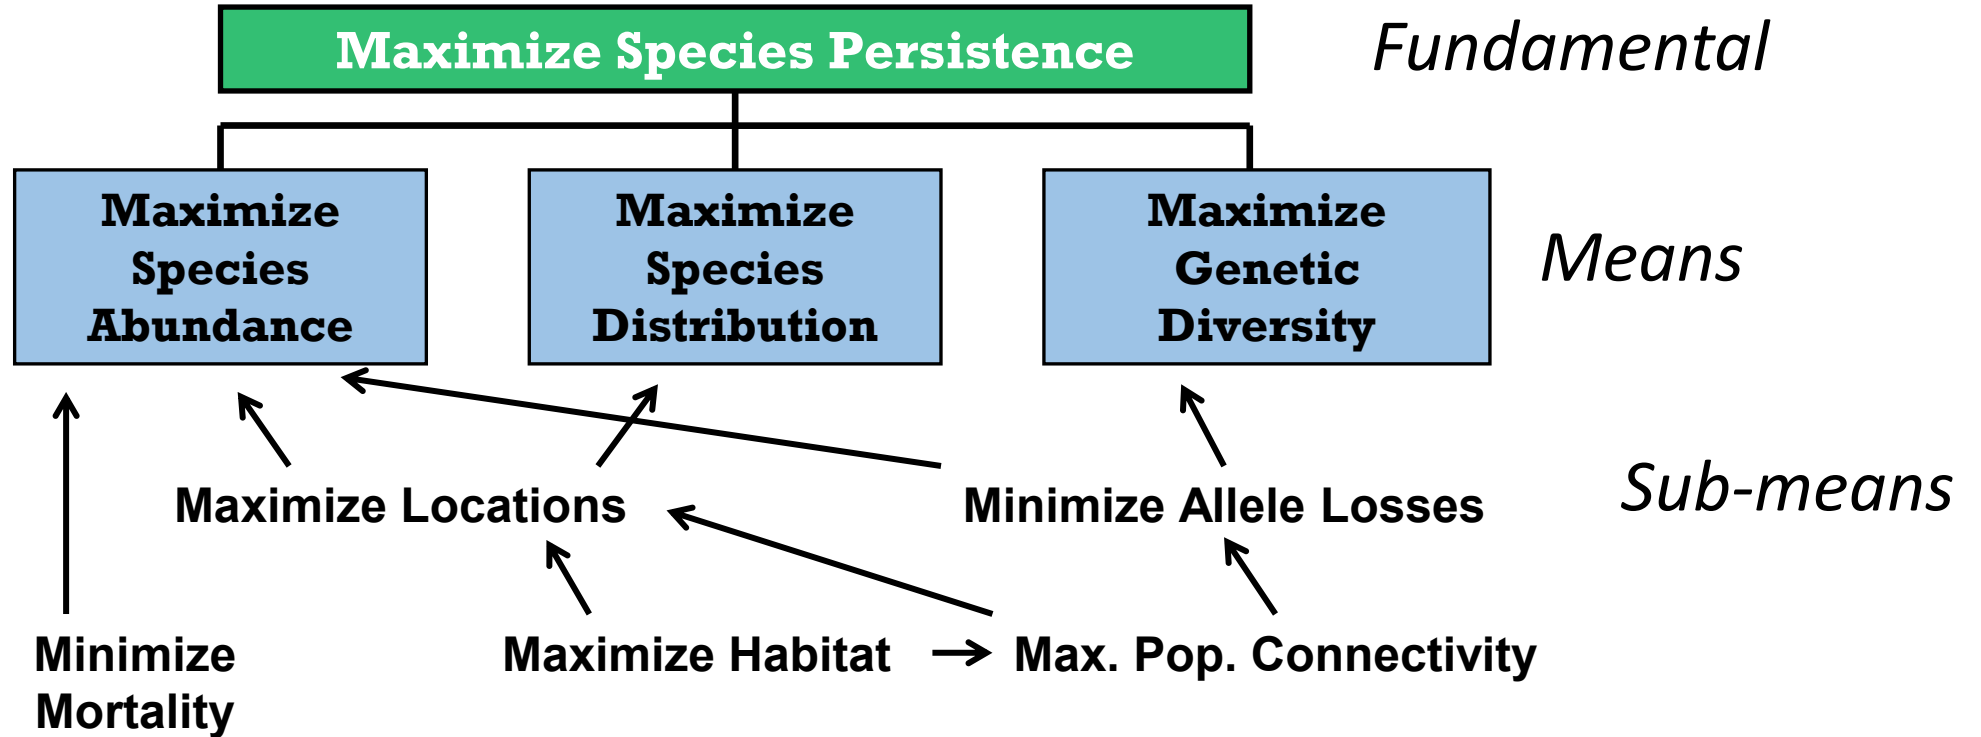 Maximize Species Persistence
Fundamental
Maximize
Species
Abundance
Maximize
Species
Distribution
Maximize
Genetic
Diversity
Means
Maximize Locations
Minimize Allele Losses
Sub-means
Minimize
Mortality
Maximize Habitat
Max. Pop. Connectivity